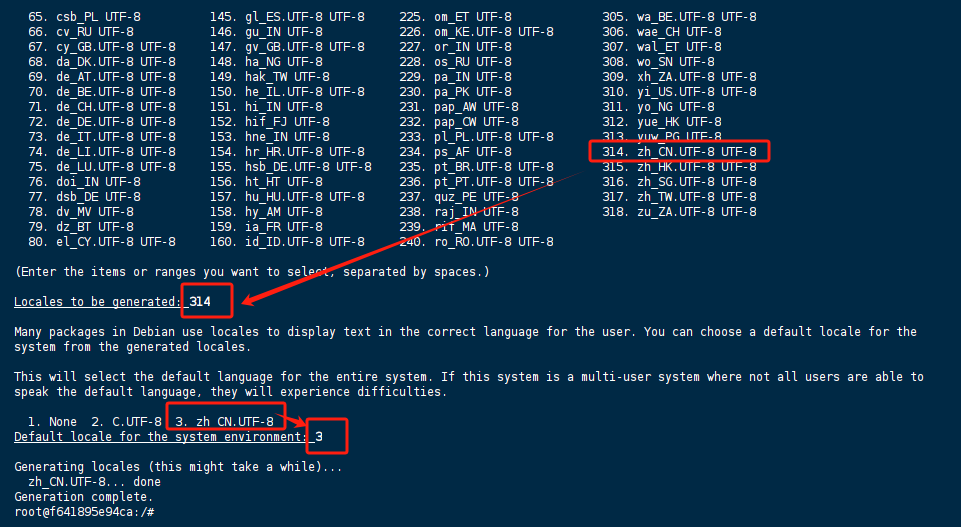 65. csb_PL UTF-8 145. gl_ES.UTF-8 UTF-8 225. om_ET UTF-8 305. wa_BE.UTF-8 UTF-8
66. cv_RU UTF-8 146. gu_IN UTF-8 226. om_KE.UTF-8 UTF-8 306. wae_CH UTF-8
67. cy_GB.UTF-8 UTF-8 147. gv_GB.UTF-8 UTF-8 227. or_IN UTF-8 307. wal_ET UTF-8
68. da_DK.UTF-8 UTF-8 148. ha_NG UTF-8 228. os_RU UTF-8 308. wo_SN UTF-8
69. de_AT.UTF-8 UTF-8 149. hak_TW UTF-8 229. pa_IN UTF-8 309. xh_ZA.UTF-8 UTF-8
70. de_BE.UTF-8 UTF-8 150. he_IL.UTF-8 UTF-8 230. pa_PK UTF-8 310. yi_US.UTF-8 UTF-8
71. de_CH.UTF-8 UTF-8 151. hi_IN UTF-8 231. pap_AW UTF-8 311. yo_NG UTF-8
72. de_DE.UTF-8 UTF-8 152. hif_FJ UTF-8 232. pap_CW UTF-8 312. yue_HK UTF-8
73. de_IT.UTF-8 UTF-8 153. hne_IN UTF-8 233. pl_PL.UTF-8 UTF-8 313. yuw_PG UTF-8
74. de_LI.UTF-8 UTF-8 154. hr_HR.UTF-8 UTF-8 234. ps_AF UTF-8 314. zh_CN.UTF-8 UTF-8
75. de_LU.UTF-8 UTF-8 155. hsb_DE.UTF-8 UTF-8 235. pt_BR.UTF-8 UTF-8 315. zh_HK.UTF-8 UTF-8
76. doi_IN UTF-8 156. ht_HT UTF-8 236. pt_PT.UTF-8 UTF-8 316. zh_SG.UTF-8 UTF-8
77. dsb_DE UTF-8 157. hu_HU.UTF-8 UTF-8 237. quz_PE UTF-8 317. zh_TW.UTF-8 UTF-8
78. dv_MV UTF-8 158. hy_AM UTF-8 238. raj_IN UTF-8 318. zu_ZA.UTF-8 UTF-8
79. dz_BT UTF-8 159. ia_FR UTF-8 239. rif_MA UTF-8
80. el_CY.UTF-8 UTF-8 160. id_ID.UTF-8 UTF-8 240. ro_RO.UTF-8 UTF-8
(Enter the items or ranges you want to select, separated by spaces.)
Locales to be generated: 314
Many packages in Debian use locales to display text in the correct language for the user. You can choose a default locale for the
system from the generated locales.
This will select the default language for the entire system. If this system is a multi-user system where not all users are able to
speak the default language, they will experience difficulties.
1. None 2. C.UTF-8 3. zh_CN.UTF-8
Default locale for the system environment: 3
Generating locales (this might take a while)...
zh_CN.UTF-8... done
Generation complete.
root@f641895e94ca:/#